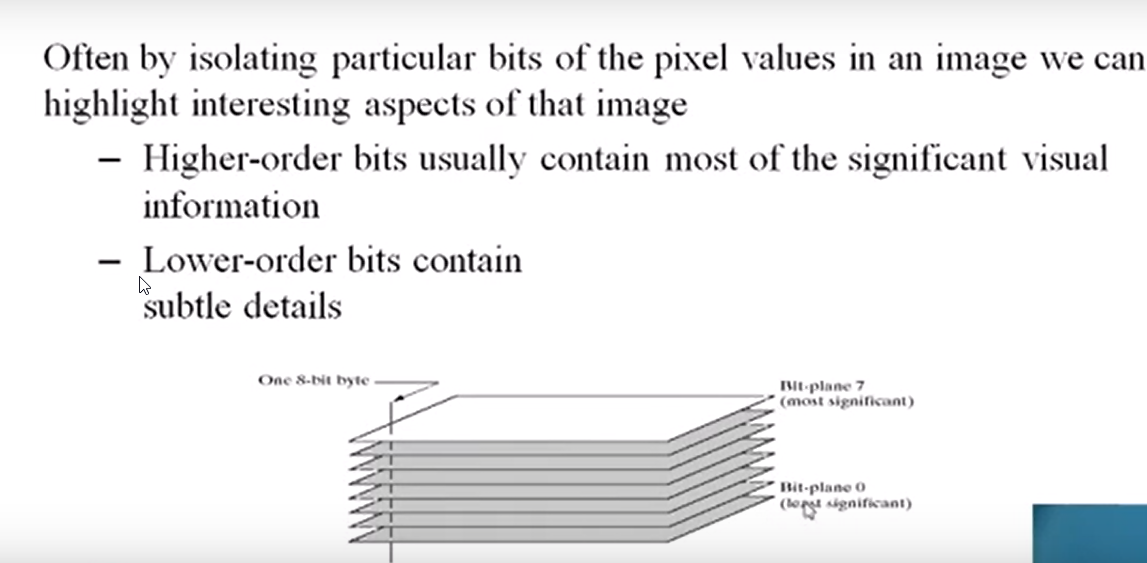 Often by isolating particular bits of the pixel values in an image we can
highlight interesting aspects of that image
– Higher-order bits usually contain most of the significant visual
information
– Lower-order bits contain
subtle details
One 8-bit byte
Bit-plane 7
(most significant)
Bit-plane 0
(least significant)